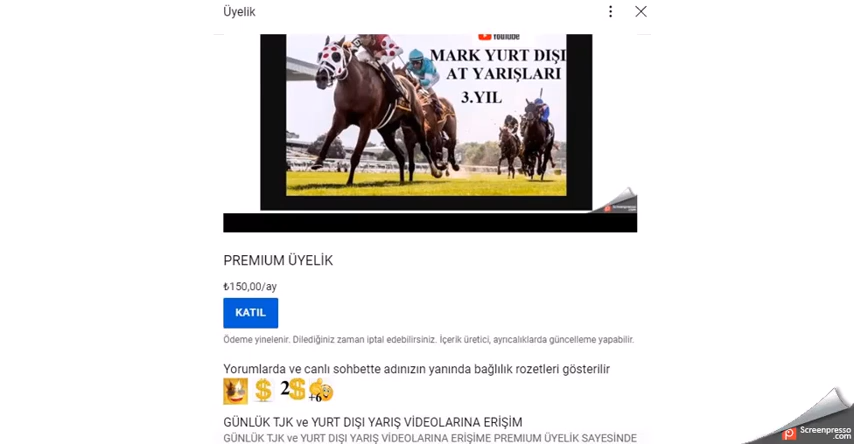 Üyelik
YouTube
MARK YURT DIŞI
AT YARIŞLARI
3.YIL
Screenpresso
.com
PREMIUM ÜYELİK
₺150,00/ay
KATIL
Ödeme yinelenir. Dilediğiniz zaman iptal edebilirsiniz. İçerik üretici, ayrıcalıklarda güncelleme yapabilir.
Yorumlarda ve canlı sohbette adınızın yanında bağlılık rozetleri gösterilir
$ 2$ +6
GÜNLÜK TJK ve YURT DIŞI YARIŞ VİDEOLARINA ERİŞİM
GÜNLÜK TJK ve YURT DIŞI YARIŞ VİDEOLARINA ERİŞİME PREMIUM ÜYELİK SAYESİNDE
Screenpresso
.com